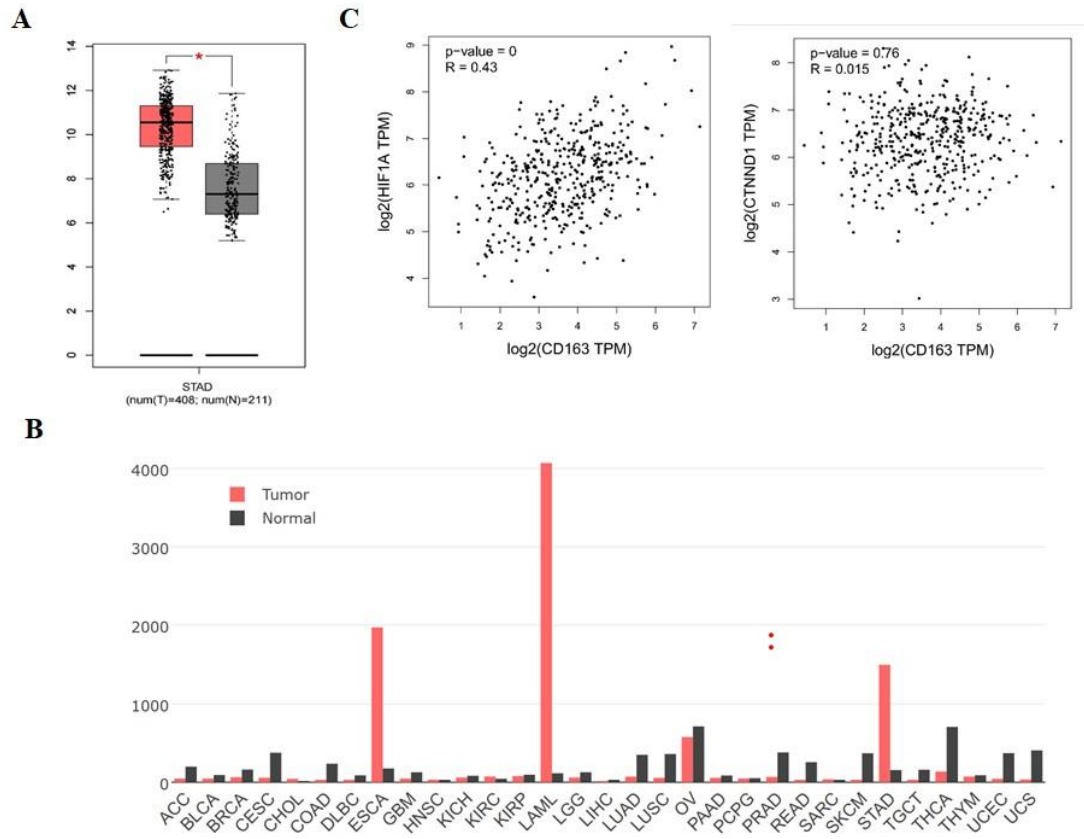 A
14
12
10
8
6
4
2
0
*
STAD
(num(T)=408; num(N)=211)
C
p-value = 0
R = 0.43
log2(HIF1A TPM)
9
8
7
6
5
4
1 2 3 4 5 6 7
log2(CD163 TPM)
p-value = 0.76
R = 0.015
log2(CTNND1 TPM)
8
7
6
5
4
3
1 2 3 4 5 6 7
log2(CD163 TPM)
B
4000
3000
2000
1000
0
Tumor
Normal
ACC BLCA BRCA CESC CHOL COAD DLBC ESCA GBM HNSC KICH KIRC KIRP LAML LGG LIHC LUAD LUSC OV PAAD PCPG PRAD READ SARC SKCM STAD TGCT THCA THYM UCEC UCS